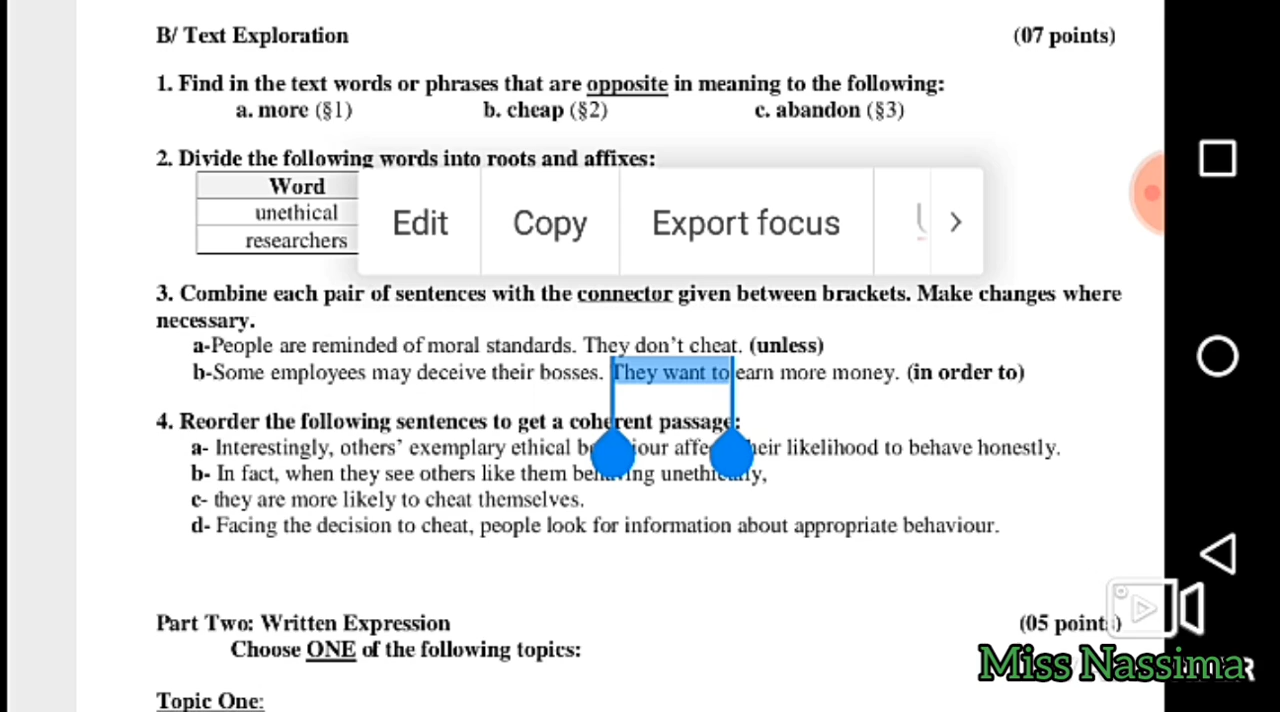 B/ Text Exploration (07 points)
1. Find in the text words or phrases that are opposite in meaning to the following:
a. more (§1) b. cheap (§2) c. abandon (§3)
2. Divide the following words into roots and affixes:
Word
unethical
researchers
Edit Copy Export focus
3. Combine each pair of sentences with the connector given between brackets. Make changes where
necessary.
a-People are reminded of moral standards. They don't cheat. (unless)
b-Some employees may deceive their bosses. They want to earn more money. (in order to)
4. Reorder the following sentences to get a coherent passage:
a- Interestingly, others' exemplary ethical their likelihood to behave honestly.
b- In fact, when they see others like them
c- they are more likely to cheat themselves.
d- Facing the decision to cheat, people look for information about appropriate behaviour.
Part Two: Written Expression (05 point )
Choose ONE of the following topics:
Miss Nassima
Topic One: